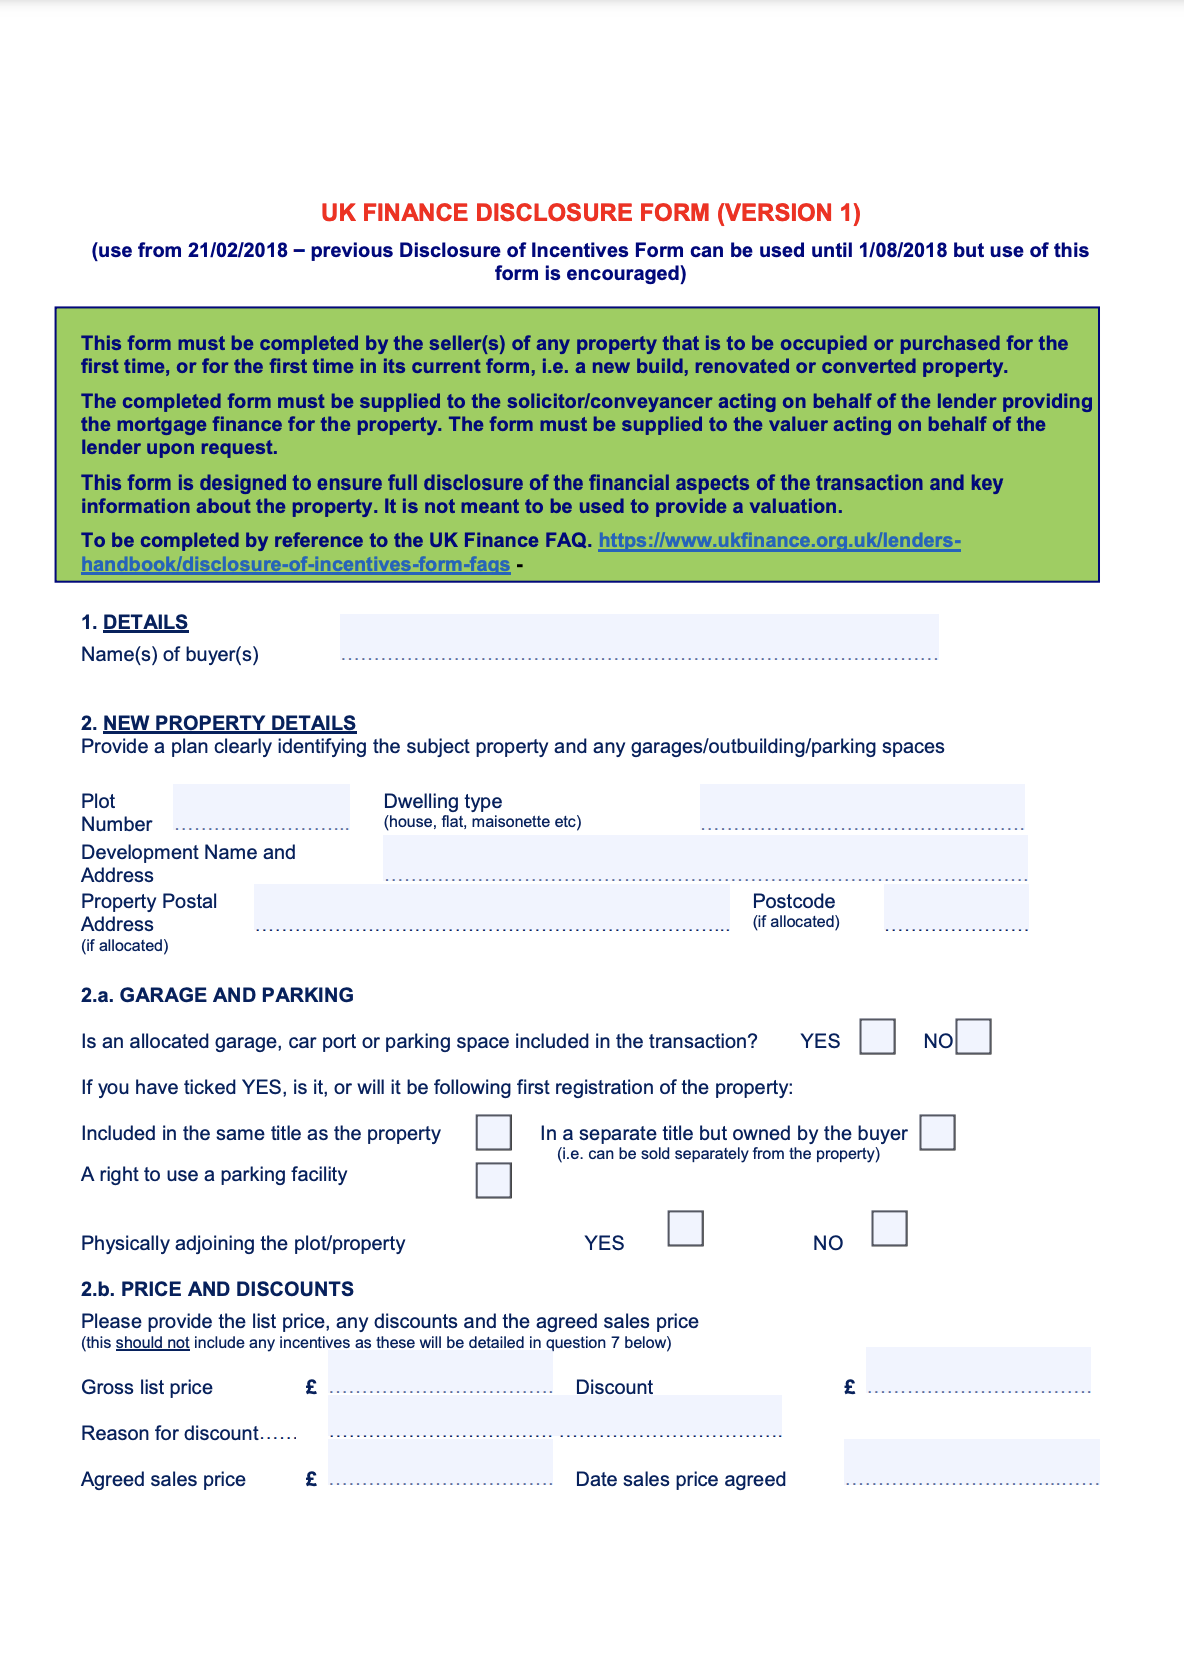 UK FINANCE DISCLOSURE FORM (VERSION 1)
(use from 21/02/2018 – previous Disclosure of Incentives Form can be used until 1/08/2018 but use of this
form is encouraged)
This form must be completed by the seller(s) of any property that is to be occupied or purchased for the
first time, or for the first time in its current form, i.e. a new build, renovated or converted property.
The completed form must be supplied to the solicitor/conveyancer acting on behalf of the lender providing
the mortgage finance for the property. The form must be supplied to the valuer acting on behalf of the
lender upon request.
This form is designed to ensure full disclosure of the financial aspects of the transaction and key
information about the property. It is not meant to be used to provide a valuation.
To be completed by reference to the UK Finance FAQ. https://www.ukfinance.org.uk/lenders-
handbook/disclosure-of-incentives-form-faqs -
1. DETAILS
Name(s) of buyer(s)
2. NEW PROPERTY DETAILS
Provide a plan clearly identifying the subject property and any garages/outbuilding/parking spaces
Plot
Number
Dwelling type
(house, flat, maisonette etc)
Development Name and
Address
Property Postal
Address
(if allocated)
Postcode
(if allocated)
2.a. GARAGE AND PARKING
Is an allocated garage, car port or parking space included in the transaction? YES NO
If you have ticked YES, is it, or will it be following first registration of the property:
Included in the same title as the property
In a separate title but owned by the buyer
(i.e. can be sold separately from the property)
A right to use a parking facility
Physically adjoining the plot/property YES NO
2.b. PRICE AND DISCOUNTS
Please provide the list price, any discounts and the agreed sales price
(this should not include any incentives as these will be detailed in question 7 below)
Gross list price £ Discount £
Reason for discount……
Agreed sales price £ Date sales price agreed